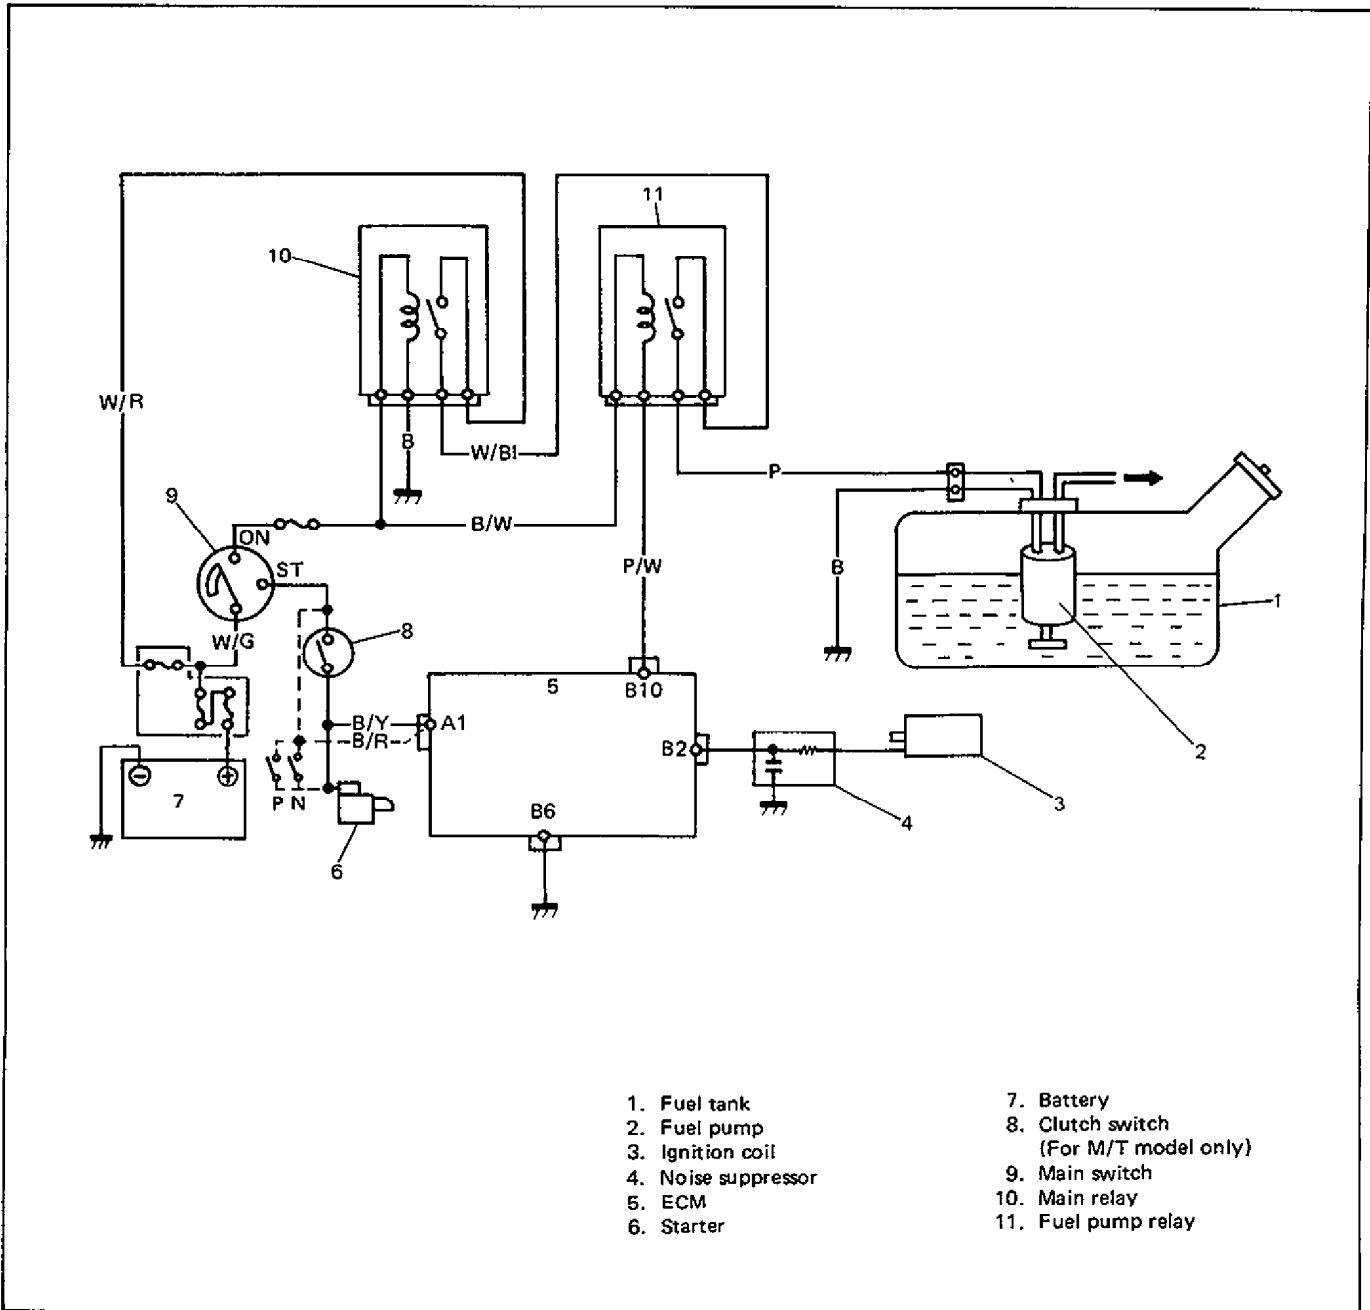 11
10
W/R
B
W/Bl
P
9
ON
B/W
ST
P/W
B
1
W/G
8
5
B10
B/Y
A1
B/R
B2
2
7
P N
B6
3
4
6
1. Fuel tank
2. Fuel pump
3. Ignition coil
4. Noise suppressor
5. ECM
6. Starter
7. Battery
8. Clutch switch
(For M/T model only)
9. Main switch
10. Main relay
11. Fuel pump relay